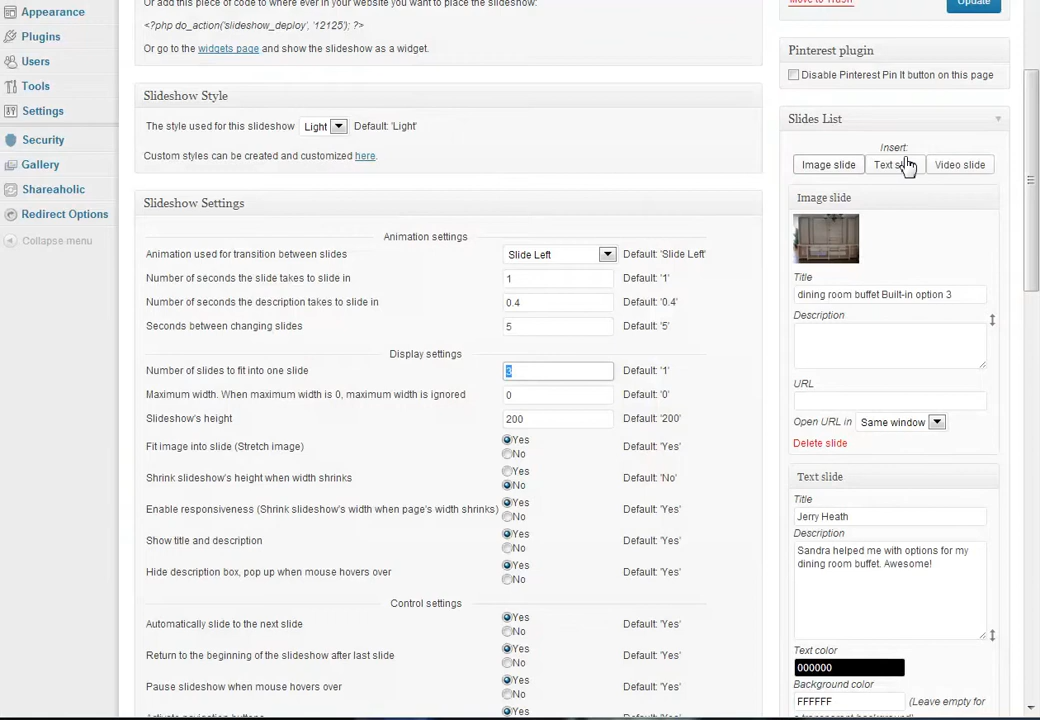 Appearance
Plugins
Users
Tools
Settings
Security
Gallery
Shareaholic
Redirect Options
Collapse menu
Or add this piece of code to where ever in your website you want to place the slideshow:
<?php do_action('slideshow_deploy', '12125'); ?>
Or go to the widgets page and show the slideshow as a widget.
Slideshow Style
The style used for this slideshow Light Default: 'Light'
Custom styles can be created and customized here.
Slideshow Settings
Animation settings
Animation used for transition between slides Slide Left Default: 'Slide Left'
Number of seconds the slide takes to slide in 1 Default: '1'
Number of seconds the description takes to slide in 0.4 Default: '0.4'
Seconds between changing slides 5 Default: '5'
Display settings
Number of slides to fit into one slide 3 Default: '1'
Maximum width. When maximum width is 0, maximum width is ignored 0 Default: '0'
Slideshow's height 200 Default: '200'
Fit image into slide (Stretch image) Yes Default: 'Yes'
No
Shrink slideshow's height when width shrinks Yes Default: 'No'
No
Enable responsiveness (Shrink slideshow's width when page's width shrinks) Yes Default: 'Yes'
No
Show title and description Yes Default: 'Yes'
No
Hide description box, pop up when mouse hovers over Yes Default: 'Yes'
No
Control settings
Automatically slide to the next slide Yes Default: 'Yes'
No
Return to the beginning of the slideshow after last slide Yes Default: 'Yes'
No
Pause slideshow when mouse hovers over Yes Default: 'Yes'
No
Activate navigation buttons Yes Default: 'Yes'
Move to Trash Update
Pinterest plugin
Disable Pinterest Pin It button on this page
Slides List
Insert:
Image slide Text Video slide
Image slide
Title
dining room buffet Built-in option 3
Description
URL
Open URL in Same window
Delete slide
Text slide
Title
Jerry Heath
Description
Sandra helped me with options for my
dining room buffet. Awesome!
Text color
000000
Background color
FFFFFF (Leave empty for